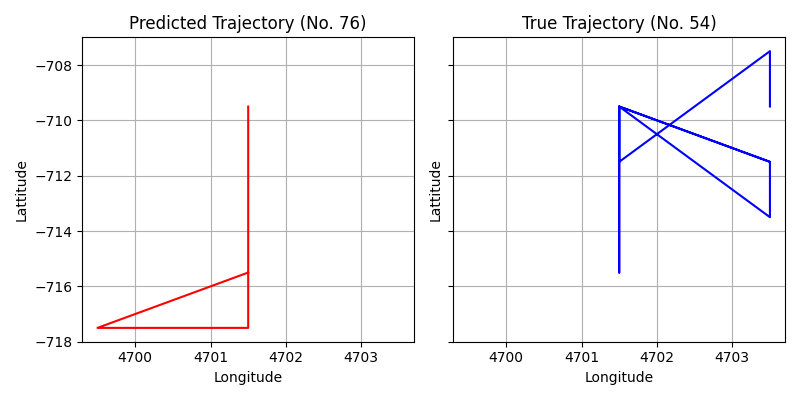 Predicted Trajectory (No. 76)
True Trajectory (No. 54)
−708
−710
−712
−714
−716
−718
Lattitude
Lattitude
4700
4701
4702
4703
4700
4701
4702
4703
Longitude
Longitude